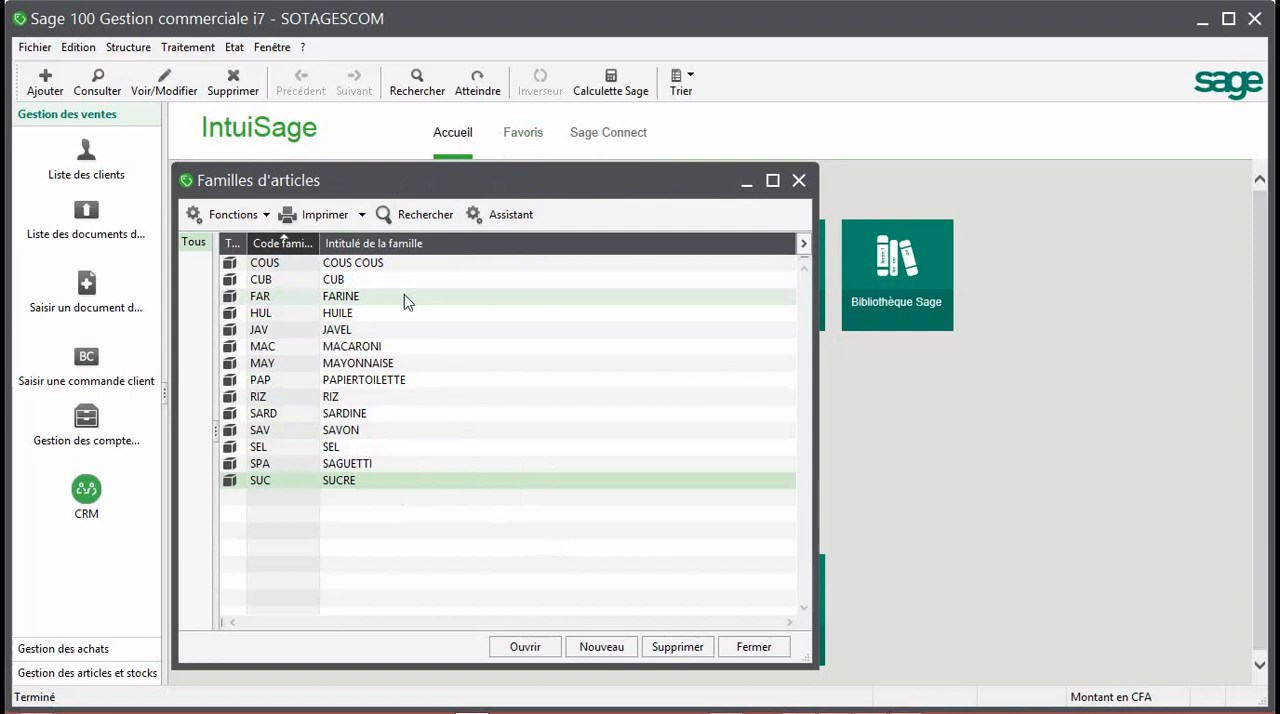 Sage 100 Gestion commerciale i7 - SOTAGESCOM
Fichier Edition Structure Traitement Etat Fenêtre ?
Ajouter Consulter Voir/Modifier Supprimer Précédent Suivant Rechercher Atteindre Inverseur Calculette Sage Trier
sage
Gestion des ventes
Liste des clients
Liste des documents d...
Saisir un document d...
BC
Saisir une commande client
Gestion des compte...
CRM
Gestion des achats
Gestion des articles et stocks
IntuiSage
Accueil Favoris Sage Connect
Bibliothèque Sage
Familles d'articles
Fonctions Imprimer Rechercher Assistant
Tous
T... Code fami... Intitulé de la famille
COUS COUS COUS
CUB CUB
FAR FARINE
HUL HUILE
JAV JAVEL
MAC MACARONI
MAY MAYONNAISE
PAP PAPIERTOILETTE
RIZ RIZ
SARD SARDINE
SAV SAVON
SEL SEL
SPA SAGUETTI
SUC SUCRE
Ouvrir Nouveau Supprimer Fermer
Terminé
Montant en CFA